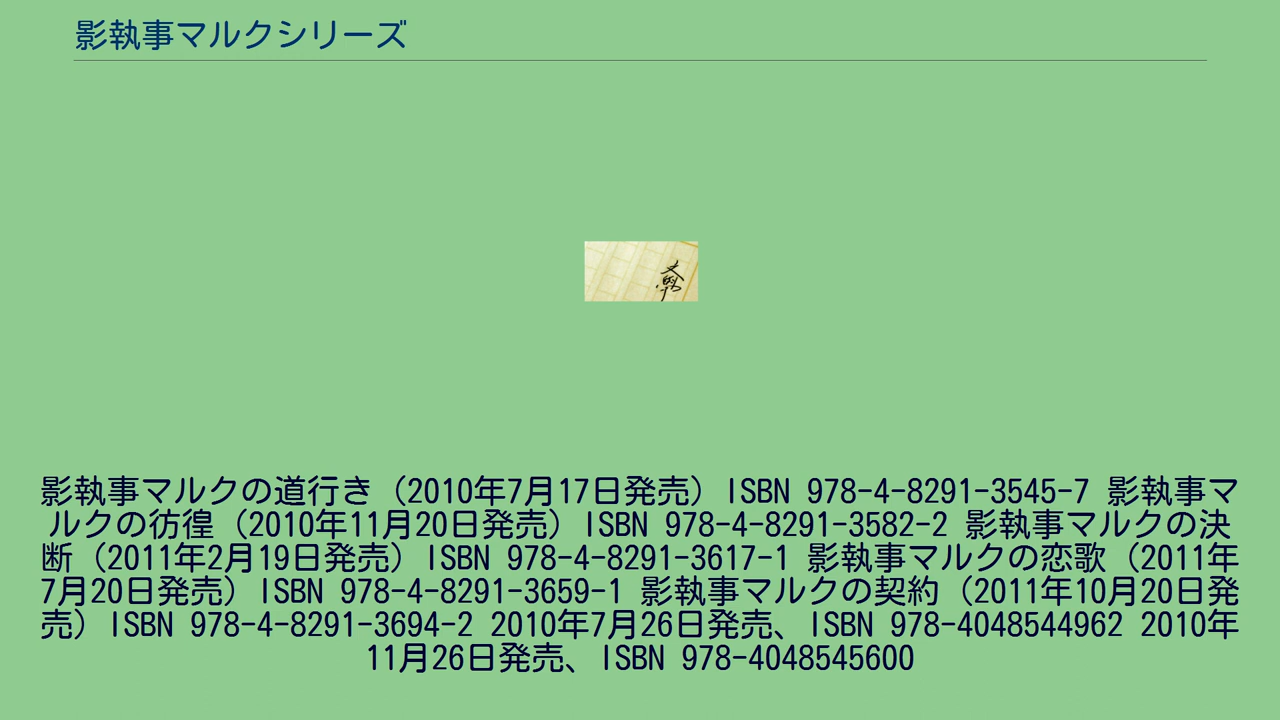 影執事マルクシリーズ
影執事マルクの道行き（2010年7月17日発売）ISBN 978-4-8291-3545-7 影執事マ
ルクの彷徨（2010年11月20日発売）ISBN 978-4-8291-3582-2 影執事マルクの決
断（2011年2月19日発売）ISBN 978-4-8291-3617-1 影執事マルクの恋歌（2011年
7月20日発売）ISBN 978-4-8291-3659-1 影執事マルクの契約（2011年10月20日発
売）ISBN 978-4-8291-3694-2 2010年7月26日発売、ISBN 978-4048544962 2010年
11月26日発売、ISBN 978-4048545600